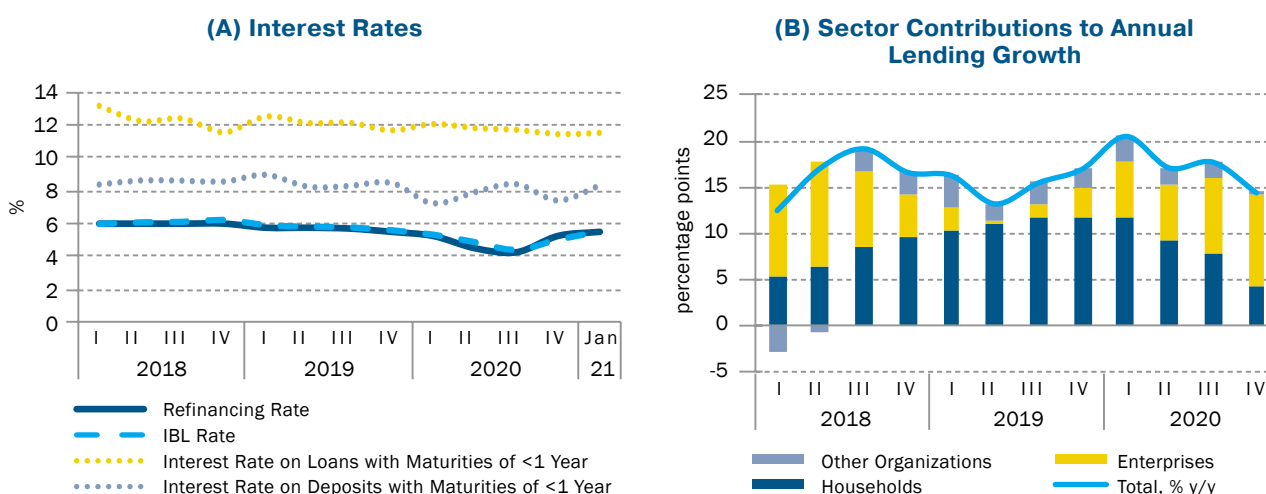 (A) Interest Rates
%
14
12
10
8
6
4
2
0
I II III IV I II III IV I II III IV Jan
2018 2019 2020 21
Refinancing Rate
IBL Rate
Interest Rate on Loans with Maturities of <1 Year
Interest Rate on Deposits with Maturities of <1 Year
(B) Sector Contributions to Annual
Lending Growth
percentage points
25
20
15
10
5
0
-5
I II III IV I II III IV I II III IV
2018 2019 2020
Other Organizations Enterprises
Households Total, % y/y